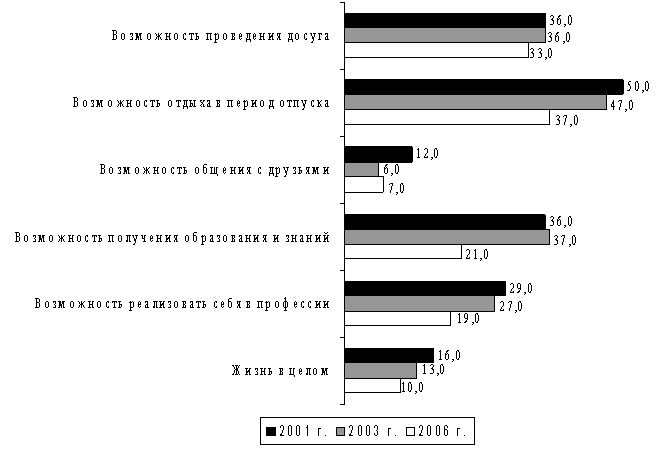 Возможность проведения досуга
36,0
36,0
33,0
Возможность отдыха в период отпуска
50,0
47,0
37,0
Возможность общения с друзьями
12,0
6,0
7,0
Возможность получения образования и знаний
36,0
37,0
21,0
Возможность реализовать себя в профессии
29,0
27,0
19,0
Жизнь в целом
16,0
13,0
10,0
2001 г. 2003 г. 2006 г.